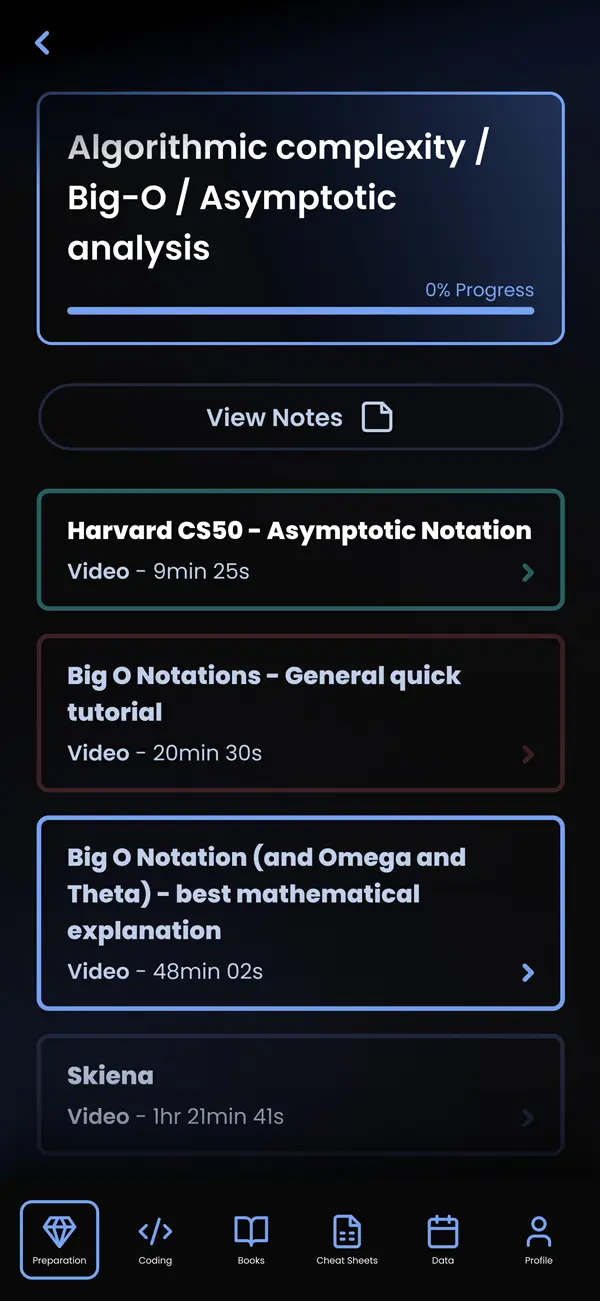 Algorithmic complexity /
Big-O / Asymptotic
analysis
0% Progress
View Notes
Harvard CS50 - Asymptotic Notation
Video - 9min 25s
Big O Notations - General quick
tutorial
Video - 20min 30s
Big O Notation (and Omega and
Theta) - best mathematical
explanation
Video - 48min 02s
Skiena
Video - 1hr 21min 41s
Preparation
Coding
Books
Cheat Sheets
Data
Profile